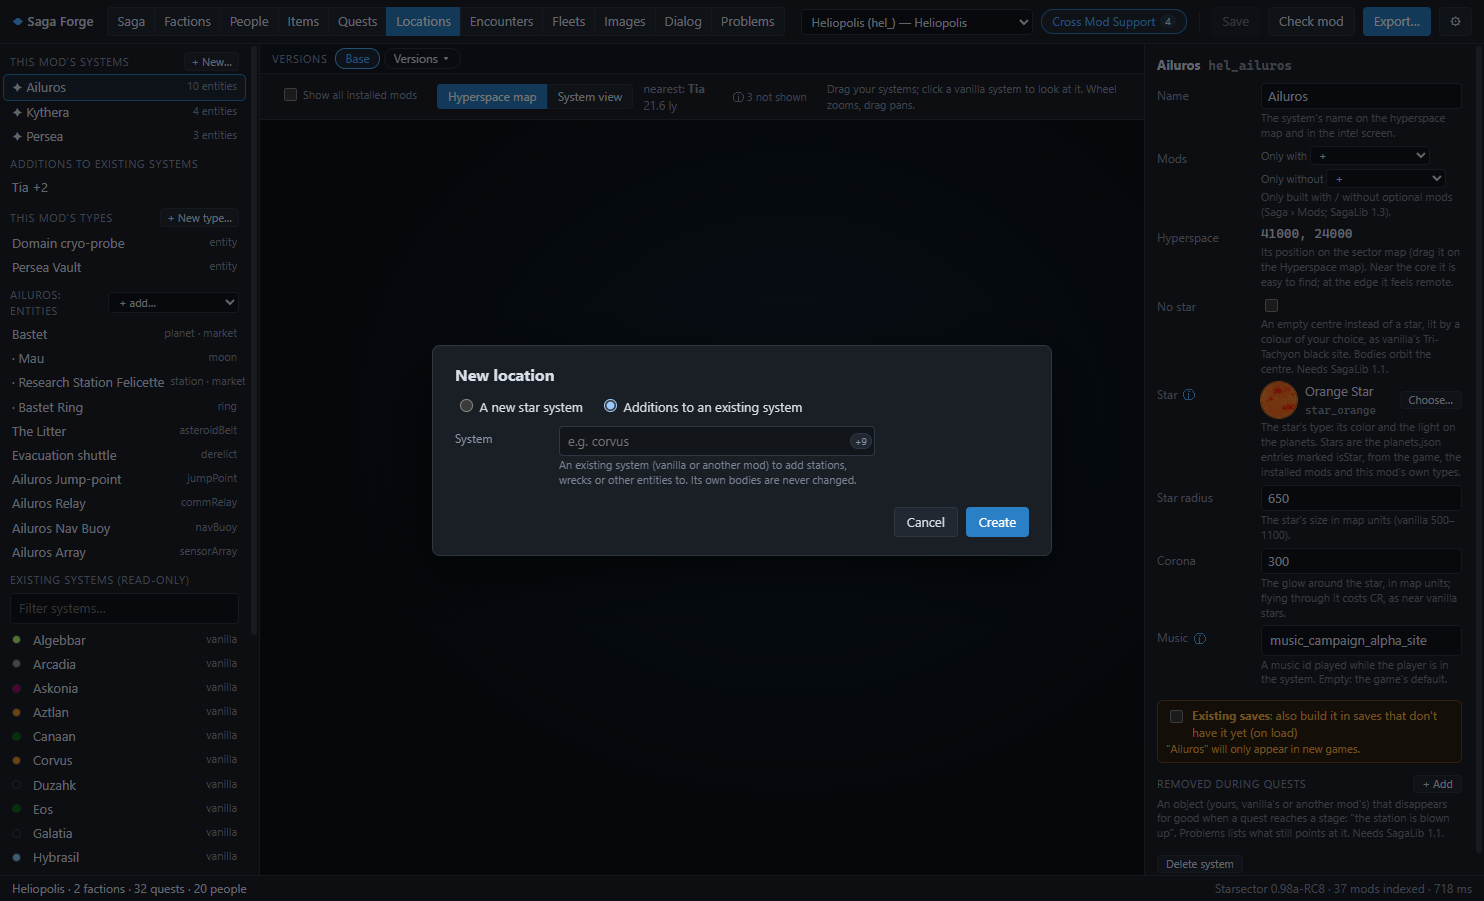 Saga Forge
Saga Factions People Items Quests Locations Encounters Fleets Images Dialog Problems
Heliopolis (hel_) — Heliopolis
Cross Mod Support 4
Save
Check mod
Export...
THIS MOD'S SYSTEMS
+ New...
Ailuros 10 entities
Kythera 4 entities
Persea 3 entities
ADDITIONS TO EXISTING SYSTEMS
Tia +2
THIS MOD'S TYPES
+ New type...
Domain cryo-probe entity
Persea Vault entity
AILUROS: ENTITIES
+ add...
Bastet planet · market
· Mau moon
· Research Station Felicette station · market
· Bastet Ring ring
The Litter asteroidBelt
Evacuation shuttle derelict
Ailuros Jump-point jumpPoint
Ailuros Relay commRelay
Ailuros Nav Buoy navBuoy
Ailuros Array sensorArray
EXISTING SYSTEMS (READ-ONLY)
Filter systems...
Algebbar vanilla
Arcadia vanilla
Askonia vanilla
Aztlan vanilla
Canaan vanilla
Corvus vanilla
Duzahk vanilla
Eos vanilla
Galatia vanilla
Hybrasil vanilla
VERSIONS Base Versions
Show all installed mods
Hyperspace map System view
nearest: Tia
21.6 ly
3 not shown
Drag your systems; click a vanilla system to look at it. Wheel
zooms, drag pans.
New location
A new star system
Additions to an existing system
System
e.g. corvus
+9
An existing system (vanilla or another mod) to add stations,
wrecks or other entities to. Its own bodies are never changed.
Cancel
Create
Ailuros hel_ailuros
Name
Ailuros
The system's name on the hyperspace
map and in the intel screen.
Mods
Only with +
Only without +
Only built with / without optional mods
(Saga › Mods; SagaLib 1.3).
Hyperspace
41000, 24000
Its position on the sector map (drag it on
the Hyperspace map). Near the core it is
easy to find; at the edge it feels remote.
No star
An empty centre instead of a star, lit by a
colour of your choice, as vanilla's Tri-
Tachyon black site. Bodies orbit the
centre. Needs SagaLib 1.1.
Star
Orange Star
star_orange
Choose...
The star's type: its color and the light on
the planets. Stars are the planets.json
entries marked isStar, from the game, the
installed mods and this mod's own types.
Star radius
650
The star's size in map units (vanilla 500–
1100).
Corona
300
The glow around the star, in map units;
flying through it costs CR, as near vanilla
stars.
Music
music_campaign_alpha_site
A music id played while the player is in
the system. Empty: the game's default.
Existing saves: also build it in saves that don't
have it yet (on load)
"Ailuros" will only appear in new games.
REMOVED DURING QUESTS
+ Add
An object (yours, vanilla's or another mod's) that disappears
for good when a quest reaches a stage: "the station is blown
up". Problems lists what still points at it. Needs SagaLib 1.1.
Delete system
Heliopolis · 2 factions · 32 quests · 20 people
Starsector 0.98a-RC8 · 37 mods indexed · 718 ms